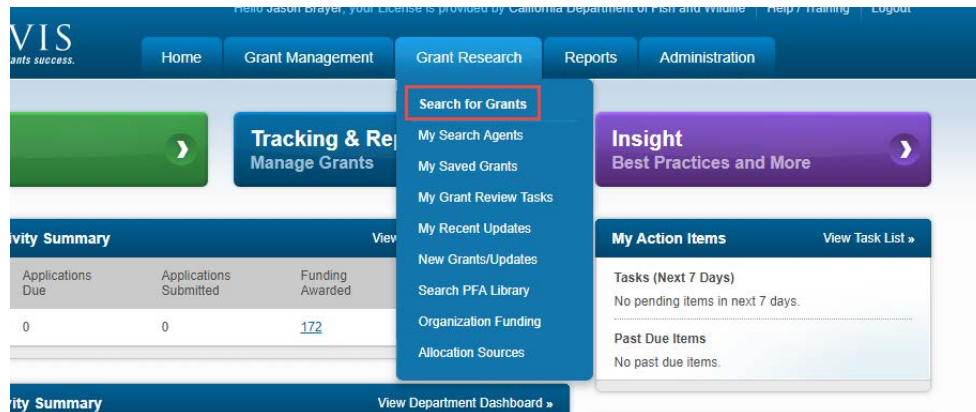 Hello Jason Brayer, your License is provided by California Department of Fish and Wildlife Help / Training Logout
VIS
ants success.
Home Grant Management Grant Research Reports Administration
Search for Grants
My Search Agents
My Saved Grants
My Grant Review Tasks
My Recent Updates
New Grants/Updates
Search PFA Library
Organization Funding
Allocation Sources
Tracking & Re
Manage Grants
Insight
Best Practices and More
ivity Summary View
Applications Due
Applications Submitted
Funding Awarded
0 0 172
My Action Items View Task List »
Tasks (Next 7 Days)
No pending items in next 7 days.
Past Due Items
No past due items.
ity Summary View Department Dashboard »